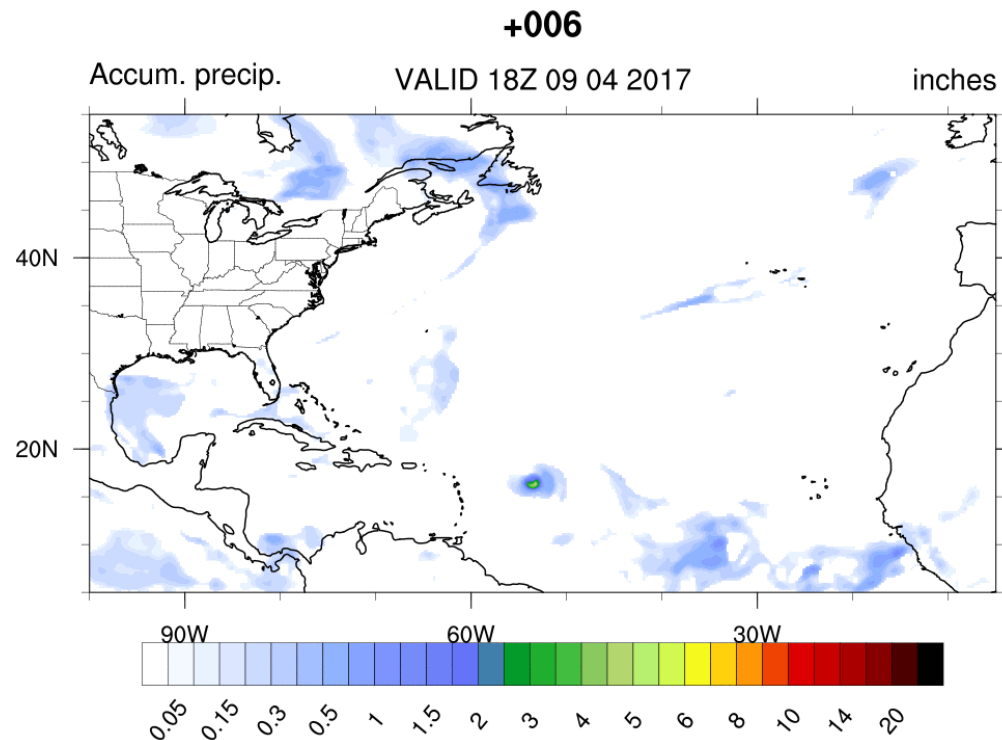 +006
Accum. precip. VALID 18Z 09 04 2017 inches
40N
20N
90W 60W 30W
0.05 0.15 0.3 0.5 1 1.5 2 3 4 5 6 8 10 14 20